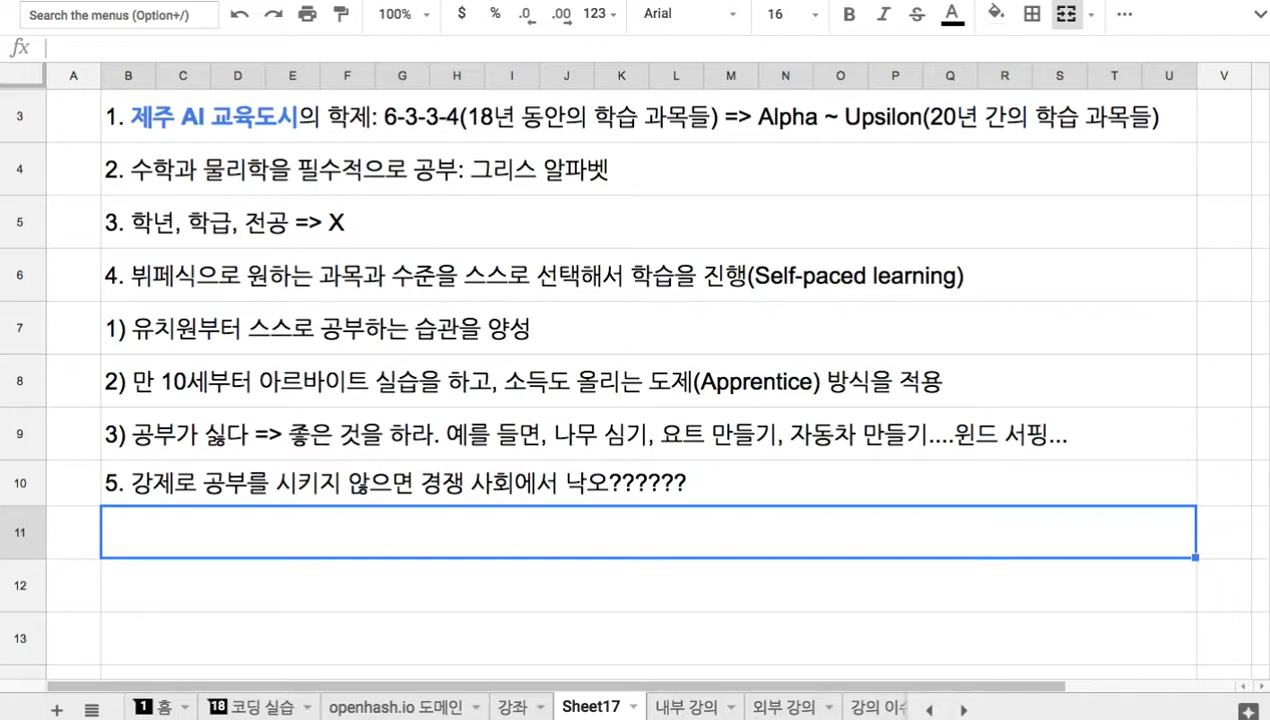 Search the menus (Option+/) 100% $ % .0 .00 123 Arial 16 B I S A ...
fx
A B C D E F G H I J K L M N O P Q R S T U V
3 1. 제주 AI 교육도시의 학제: 6-3-3-4(18년 동안의 학습 과목들) => Alpha ~ Upsilon(20년 간의 학습 과목들)
4 2. 수학과 물리학을 필수적으로 공부: 그리스 알파벳
5 3. 학년, 학급, 전공 => X
6 4. 뷔페식으로 원하는 과목과 수준을 스스로 선택해서 학습을 진행(Self-paced learning)
7 1) 유치원부터 스스로 공부하는 습관을 양성
8 2) 만 10세부터 아르바이트 실습을 하고, 소득도 올리는 도제(Apprentice) 방식을 적용
9 3) 공부가 싫다 => 좋은 것을 하라. 예를 들면, 나무 심기, 요트 만들기, 자동차 만들기....윈드 서핑...
10 5. 강제로 공부를 시키지 않으면 경쟁 사회에서 낙오??????
11
12
13
1 홈 18 코딩 실습 openhash.io 도메인 강좌 Sheet17 내부 강의 외부 강의 강의 이수